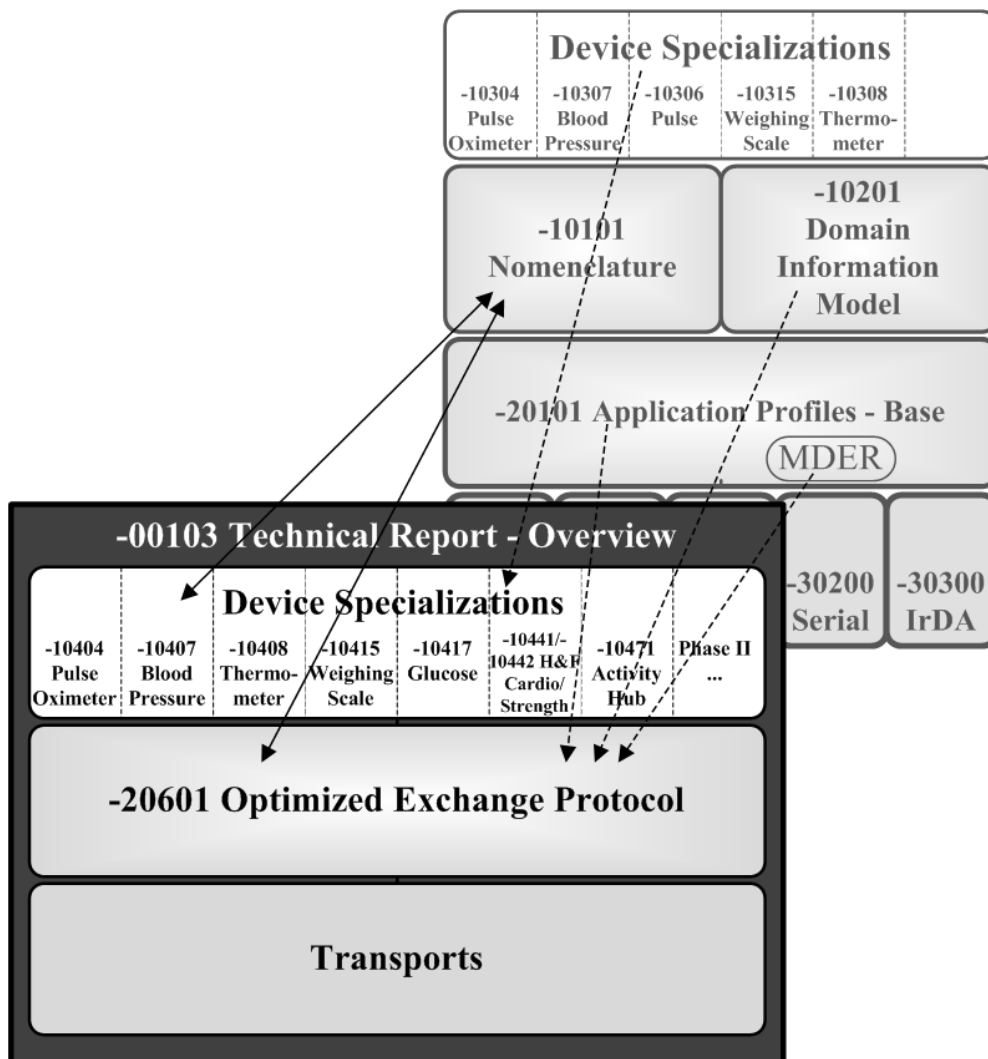 Device Specializations
-10304
Pulse
Oximeter
-10307
Blood
Pressure
-10306
Pulse
-10315
Weighing
Scale
-10308
Thermo-
meter
-10101
Nomenclature
-10201
Domain
Information
Model
-20101 Application Profiles - Base
MDER
-30200
Serial
-30300
IrDA
-00103 Technical Report - Overview
Device Specializations
-10404
Pulse
Oximeter
-10407
Blood
Pressure
-10408
Thermo-
meter
-10415
Weighing
Scale
-10417
Glucose
-10441/-
10442 H&F
Cardio/
Strength
-10471
Activity
Hub
Phase II
...
-20601 Optimized Exchange Protocol
Transports